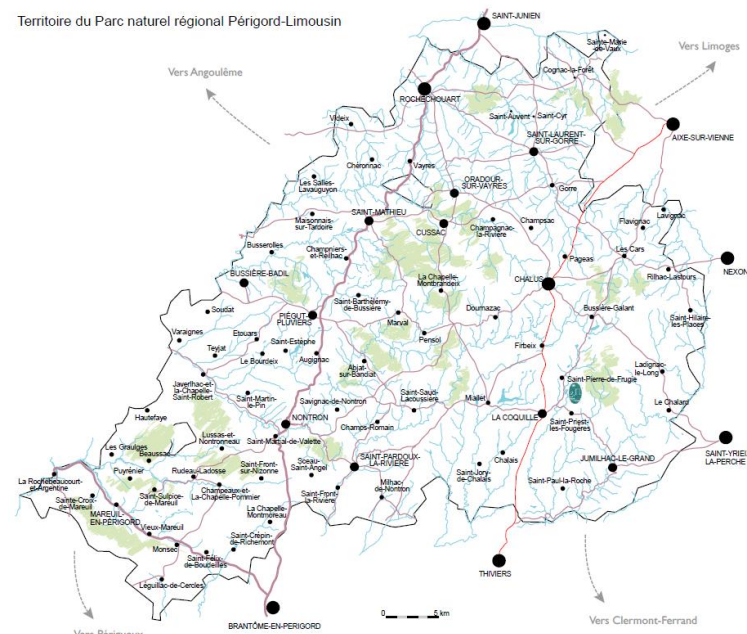 Territoire du Parc naturel régional Périgord-Limousin
SAINT-JUNIEN
Sainte-Marie
-de-Vaux
Vers Limoges
Vers Angoulême
Cognac-la-Forêt
ROCHECHOUART
Videix
Saint-Auvent
Saint-Cyr
AIXE-SUR-VIENNE
SAINT-LAURENT
SUR-GORRE
Chéronnac
Vayres
Les Salles-
Lavauguyon
ORADOUR-
SUR-VAYRES
Gorre
Maisonnais-
sur-Tardoire
SAINT-MATHIEU
CUSSAC
Champagnac-
la-Rivière
Champsac
Flavignac
Lavignac
Busserolles
Champniers-
et-Reilhac
Pageas
Les Cars
NEXON
BUSSIÈRE-BADIL
La Chapelle-
Montbrandeix
CHALUS
Rilhac-Lastours
Saint-Barthélémy-
de-Bussière
Soudat
PIÉGUT-
PLUVIERS
Marval
Dournazac
Bussière-Galant
Saint-Hilaire-
les-Places
Varaignes
Etouars
Saint-Estèphe
Pensol
Firbeix
Teyjat
Le Bourdeix
Augignac
Abjat-
sur-Bandiat
Ladignac-
le-Long
Javerlhac-et-
la-Chapelle-
Saint-Robert
Saint-Pierre-de-Frugie
Saint-Martin-
le-Pin
Savignac-de-Nontron
Saint-Saud-
Lacoussière
Miallet
Le Chalard
Hautefaye
NONTRON
Champs-Romain
LA COQUILLE
Saint-Priest-
les-Fougères
Lussas-et-
Nontronneau
Saint-Martial-de-Valette
SAINT-YRIEIX
LA-PERCHE
Les Graulges
Beaussac
Sceau-
Saint-Angel
SAINT-PARDOUX-
LA-RIVIÈRE
Chalais
JUMILHAC-LE-GRAND
La Rochebeaucourt-
et-Argentine
Puyrénier
Rudeau-Ladosse
Saint-Front
-sur-Nizonne
Saint-Jory-
de-Chalais
Sainte-Croix-
de-Mareuil
Saint-Sulpice-
de-Mareuil
Champeaux-et-
La-Chapelle-Pommier
Saint-Front-
la-Rivière
Milhac-
de-Nontron
Saint-Paul-la-Roche
MAREUIL-
EN-PÉRIGORD
La Chapelle-
Montmoreau
Vieux-Mareuil
Monsec
Saint-Crépin-
de-Richemont
Saint-Félix-
de-Bourdeilles
THIVIERS
Léguillac-de-Cercles
BRANTÔME-EN-PERIGORD
0 5 km
Vers Clermont-Ferrand
Vers Périgueux